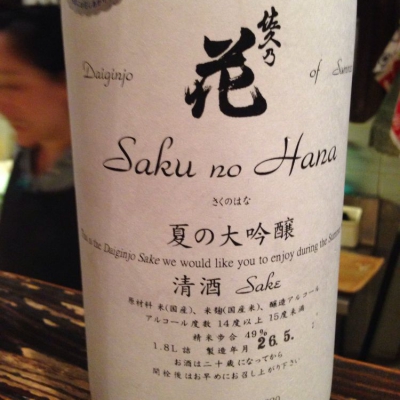 佐久乃
花
Daiginjo of
Saku no Hana
さくのはな
夏の大吟醸
is the Daiginjo Sake we would like you to enjoy during the
清酒 Sake
原材料 米(国産)、米麹(国産米)、醸造アルコール
アルコール度数 14度以上 15度未満
精米歩合 49%
1.8L 詰 製造年月 26.5.
お酒は二十歳になってから
開栓後はお早めにお召し上がり下さい